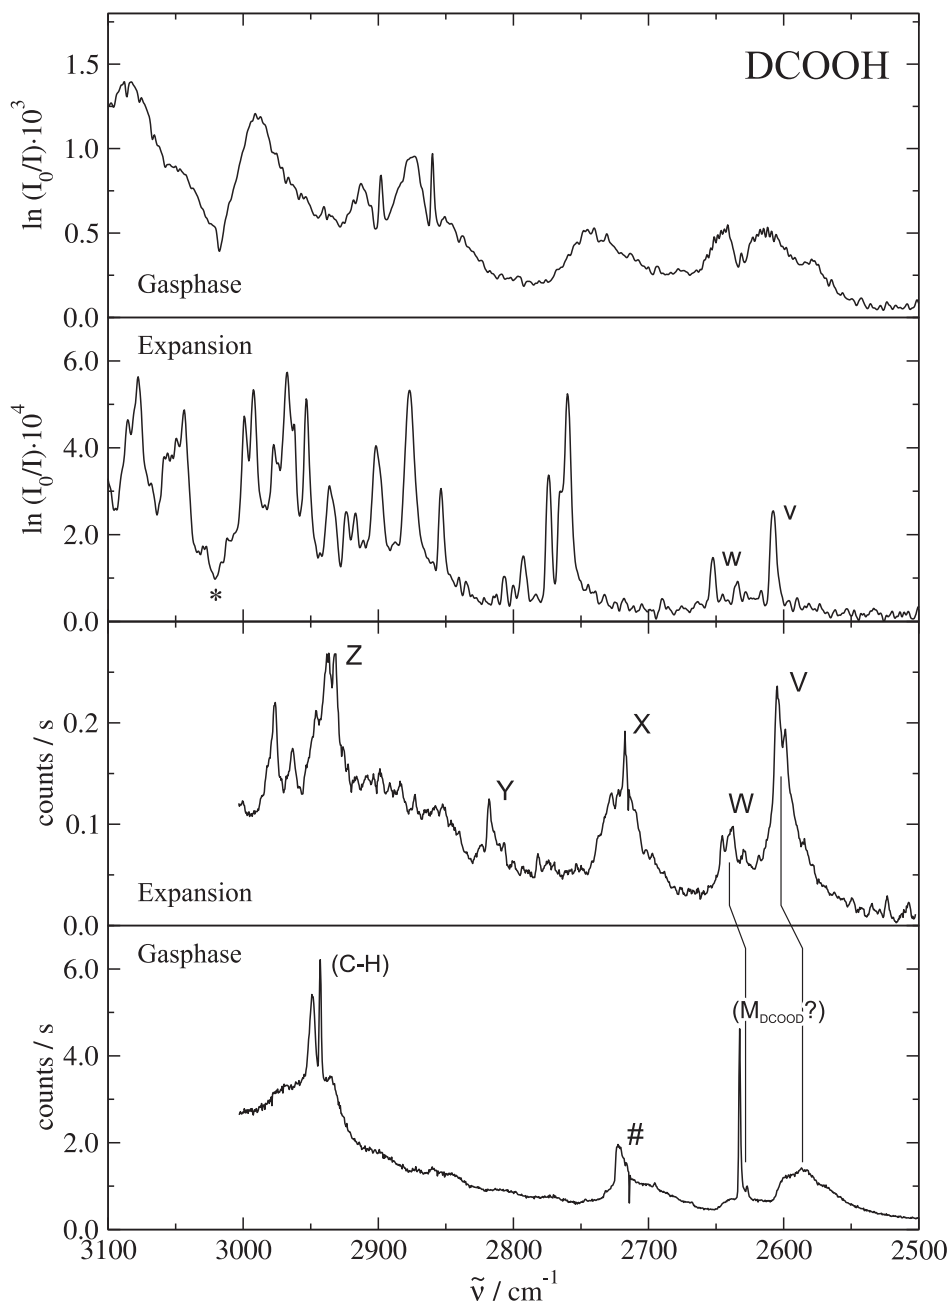 DCOOH
ln (I0/I)·10^3
1.5
1.0
0.5
0.0
Gasphase
Expansion
ln (I0/I)·10^4
6.0
4.0
2.0
0.0
*
w
v
counts / s
0.2
0.1
0.0
Z
Y
X
W
V
Expansion
Gasphase
counts / s
6.0
4.0
2.0
0.0
(C-H)
#
(MDCOOD?)
3100 3000 2900 2800 2700 2600 2500
ν̃ / cm-1